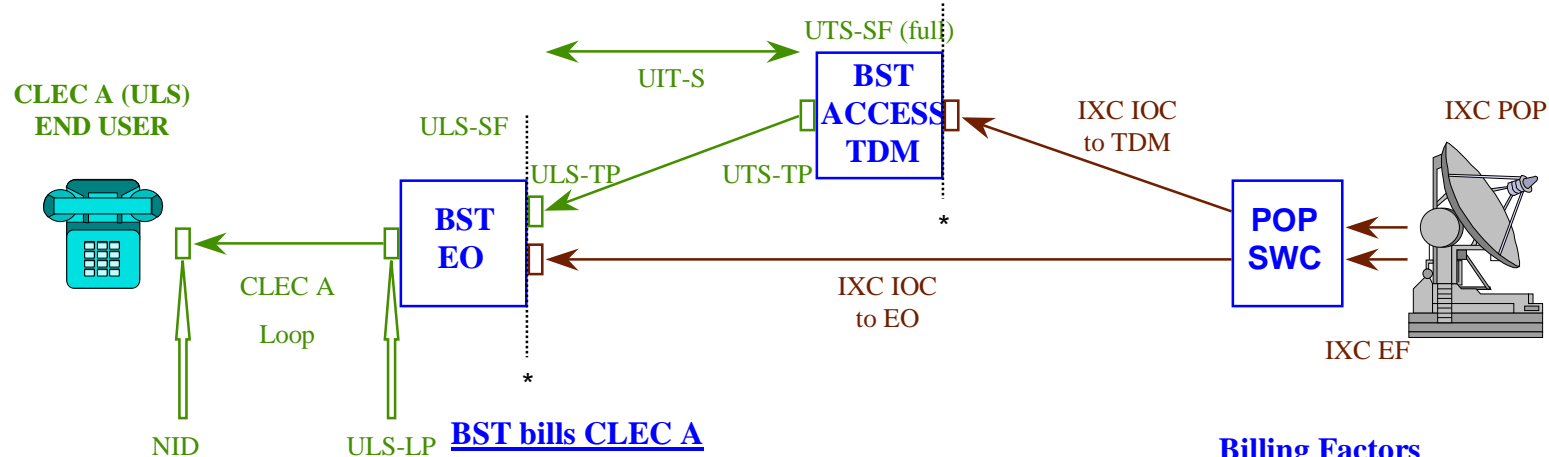 UTS-SF (full)
UIT-S
BST
ACCESS
TDM
CLEC A (ULS)
END USER
IXC IOC
to TDM
IXC POP
ULS-SF
ULS-TP
UTS-TP
*
BST
EO
POP
SWC
CLEC A
Loop
IXC IOC
to EO
IXC EF
*
NID
ULS-LP
BST bills CLEC A
Billing Factors